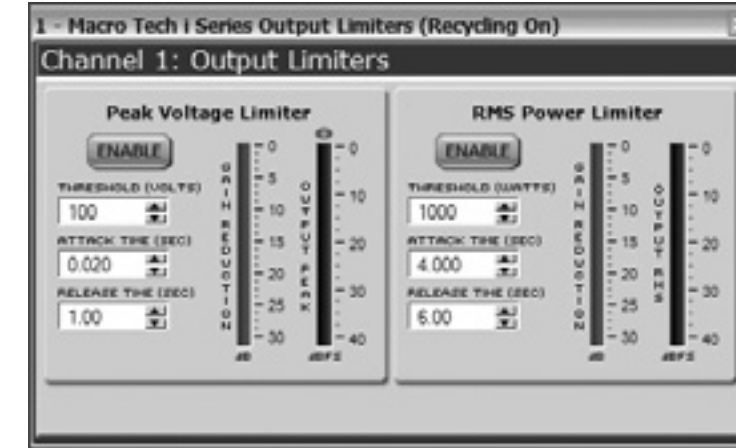 1 - Macro Tech i Series Output Limiters (Recycling On)
Channel 1: Output Limiters
Peak Voltage Limiter
ENABLE
THRESHOLD (VOLTS)
100
ATTACK TIME (SEC)
0.020
RELEASE TIME (SEC)
1.00
GAIN REDUCTION
0
5
10
15
20
25
30
dB
OUTPUT PEAK
0
10
20
30
40
dBFS
RMS Power Limiter
ENABLE
THRESHOLD (WATTS)
1000
ATTACK TIME (SEC)
4.000
RELEASE TIME (SEC)
6.00
GAIN REDUCTION
0
5
10
15
20
25
30
dB
OUTPUT RMS
0
10
20
30
40
dBFS